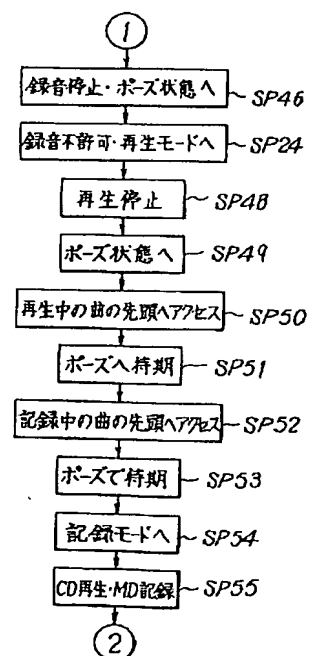 1
録音停止・ポーズ状態へ SP46
録音不許可・再生モードへ SP24
再生停止 SP48
ポーズ状態へ SP49
再生中の曲の先頭へアクセス SP50
ポーズへ待期 SP51
記録中の曲の先頭へアクセス SP52
ポーズで待期 SP53
記録モードへ SP54
CD再生・MD記録 SP55
2